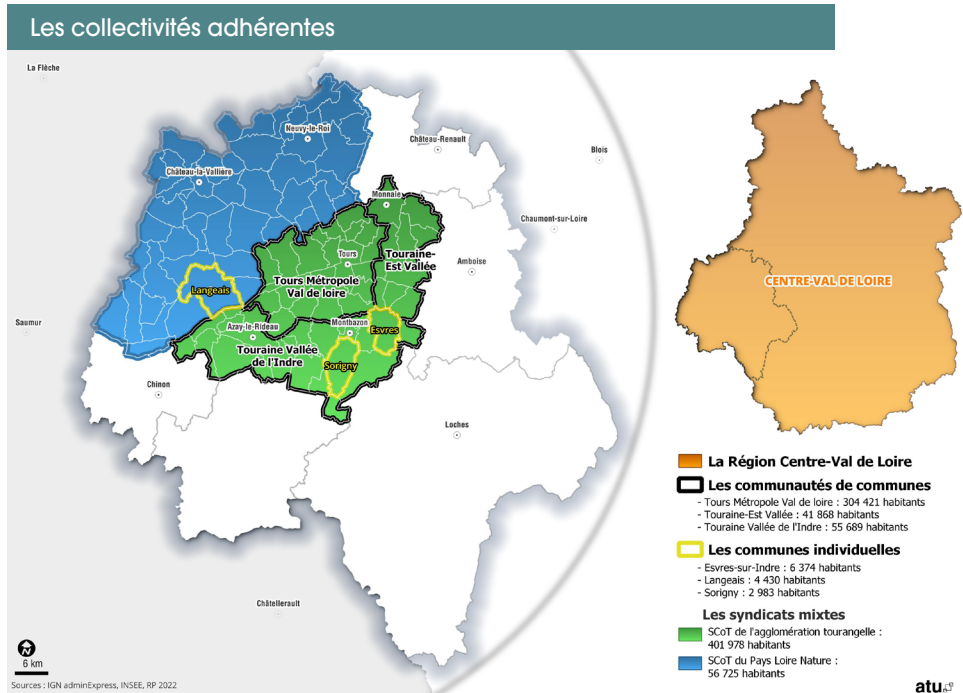 Les collectivités adhérentes
La Flèche
Neuvy-le-Roi
Château-Renault
Blois
Château-la-Vallière
Monnaie
Chaumont-sur-Loire
Tours
Touraine-
Est Vallée
Amboise
Tours Métropole
Val de loire
Langeais
Saumur
Azay-le-Rideau
Montbazon
Esvres
Touraine Vallée
de l'Indre
Sorigny
Chinon
Loches
Châtellerault
6 km
Sources : IGN adminExpress, INSEE, RP 2022
CENTRE-VAL DE LOIRE
La Région Centre-Val de Loire
Les communautés de communes
- Tours Métropole Val de loire : 304 421 habitants
- Touraine-Est Vallée : 41 868 habitants
- Touraine Vallée de l'Indre : 55 689 habitants
Les communes individuelles
- Esvres-sur-Indre : 6 374 habitants
- Langeais : 4 430 habitants
- Sorigny : 2 983 habitants
Les syndicats mixtes
SCoT de l'agglomération tourangelle :
401 978 habitants
SCoT du Pays Loire Nature :
56 725 habitants
atu